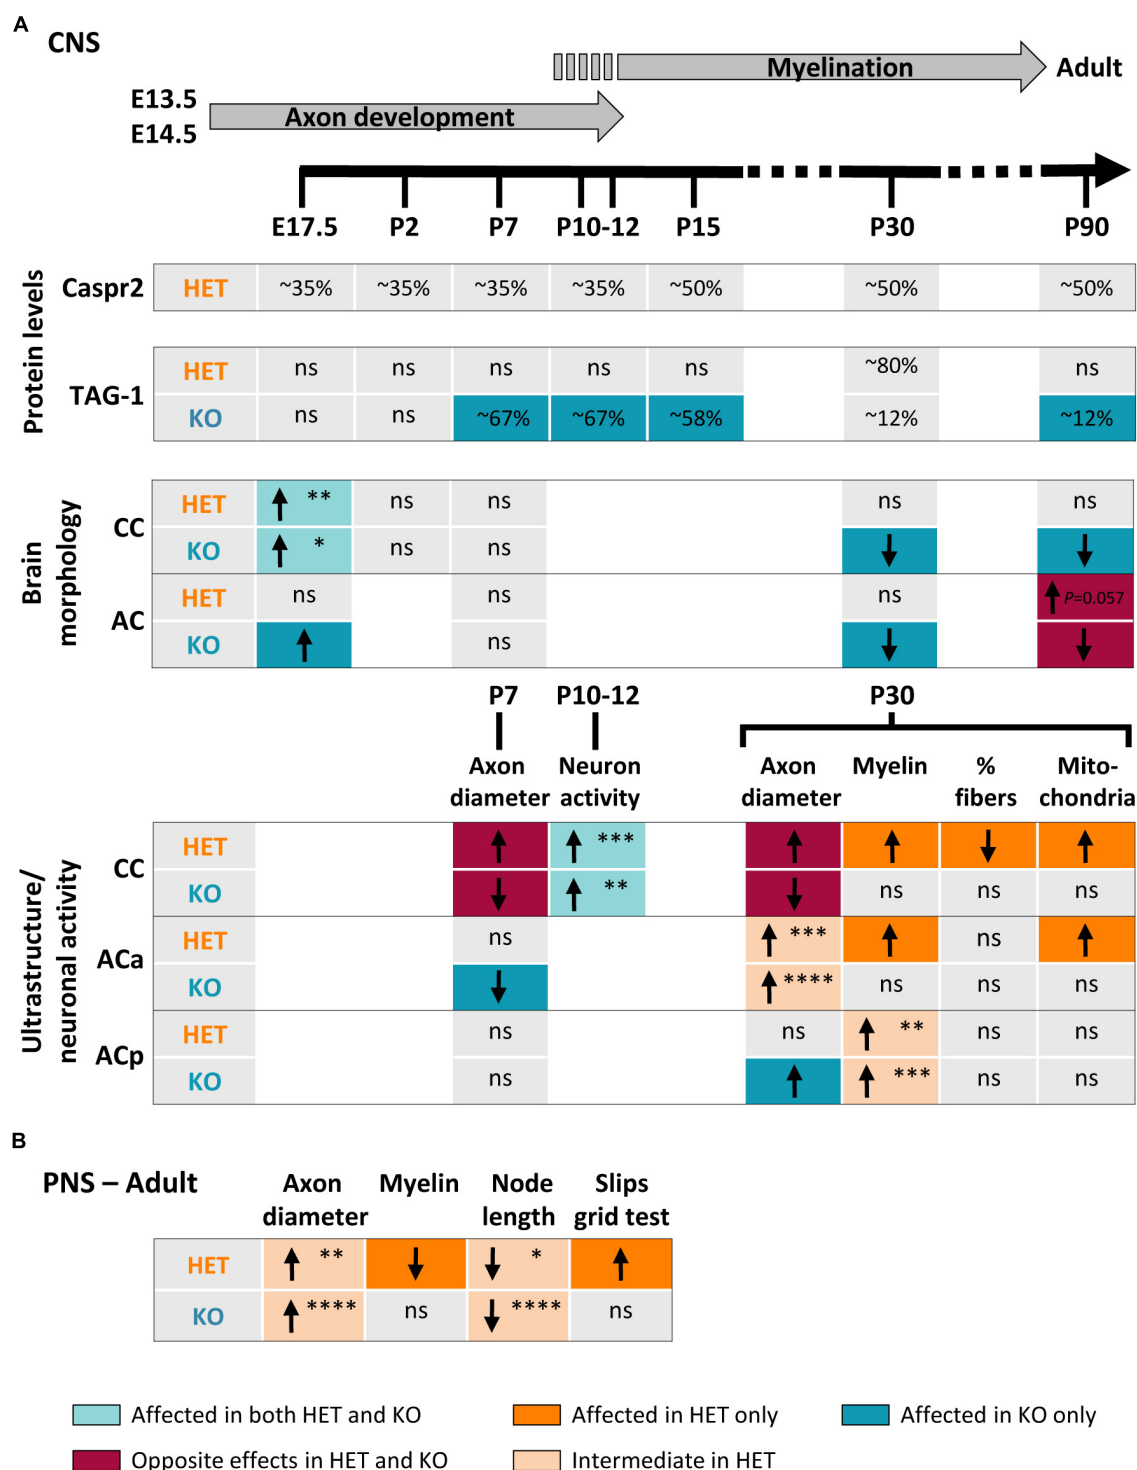 A
CNS
Myelination
Adult
E13.5
E14.5
Axon development
E17.5 P2 P7 P10-12 P15 P30 P90
Protein levels
Caspr2 HET ~35% ~35% ~35% ~35% ~50% ~50% ~50%
TAG-1
HET ns ns ns ns ns ~80% ns
KO ns ns ~67% ~67% ~58% ~12% ~12%
Brain
morphology
CC
HET ** ns ns ns ns
KO * ns ns
AC
HET ns ns ns P=0.057
KO ns
P7 P10-12 P30
Axon
diameter
Neuron
activity
Axon
diameter
Myelin
%
fibers
Mito-
chondria
Ultrastructure/
neuronal activity
CC
HET ***
KO ** ns ns ns
ACa
HET ns *** ns
KO **** ns ns ns
ACp
HET ns ns ** ns ns
KO ns *** ns ns
B
PNS – Adult
Axon
diameter
Myelin
Node
length
Slips
grid test
HET ** *
KO **** ns **** ns
Affected in both HET and KO
Affected in HET only
Affected in KO only
Opposite effects in HET and KO
Intermediate in HET